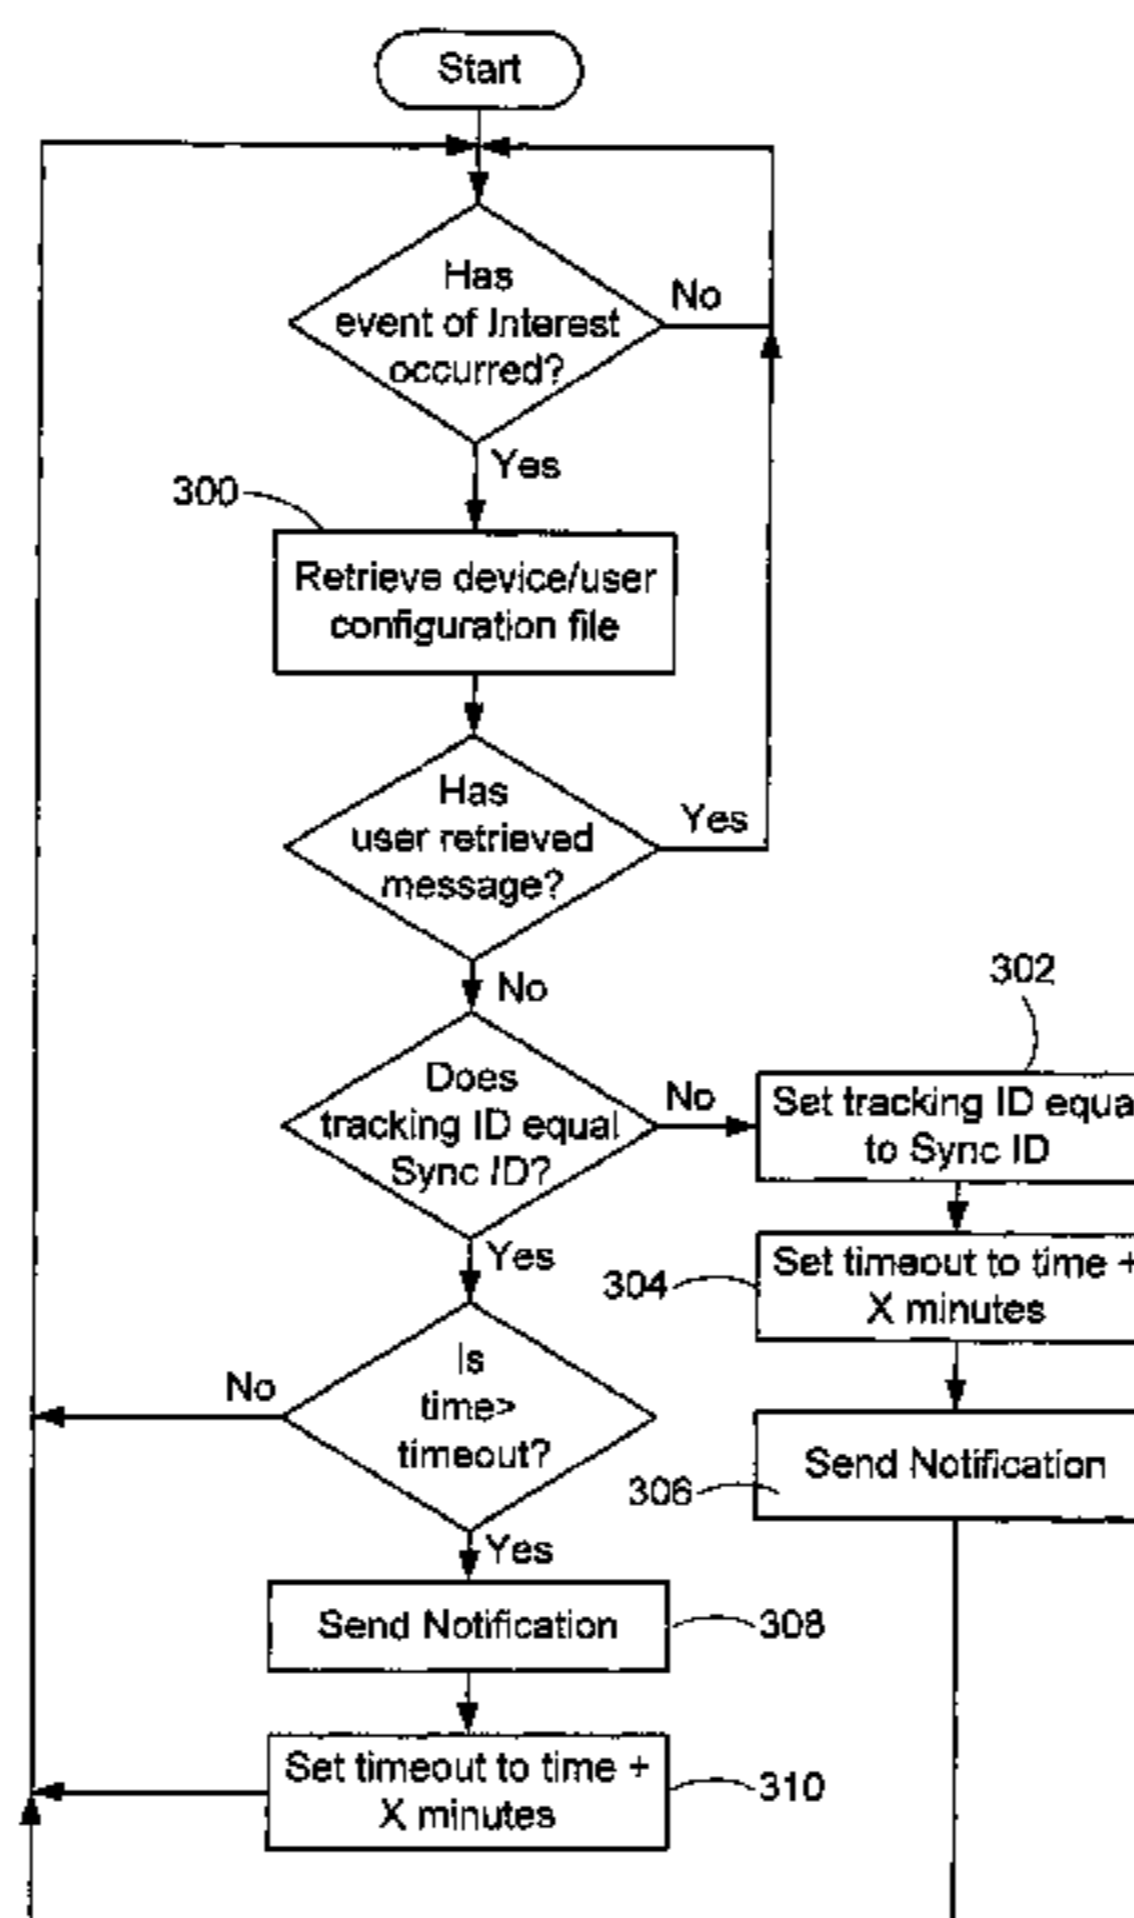 Start
Has
event of Interest
occurred?
No
Yes
300
Retrieve device/user
configuration file
Has
user retrieved
message?
Yes
No
302
Does
tracking ID equal
Sync ID?
No
Set tracking ID equa
to Sync ID
Yes
304
Set timeout to time +
X minutes
Is
time>
timeout?
No
306
Send Notification
Yes
Send Notification
308
Set timeout to time +
X minutes
310